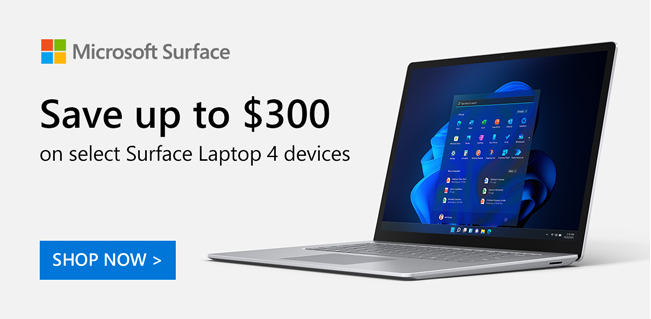 Microsoft Surface
Save up to $300
on select Surface Laptop 4 devices
SHOP NOW >